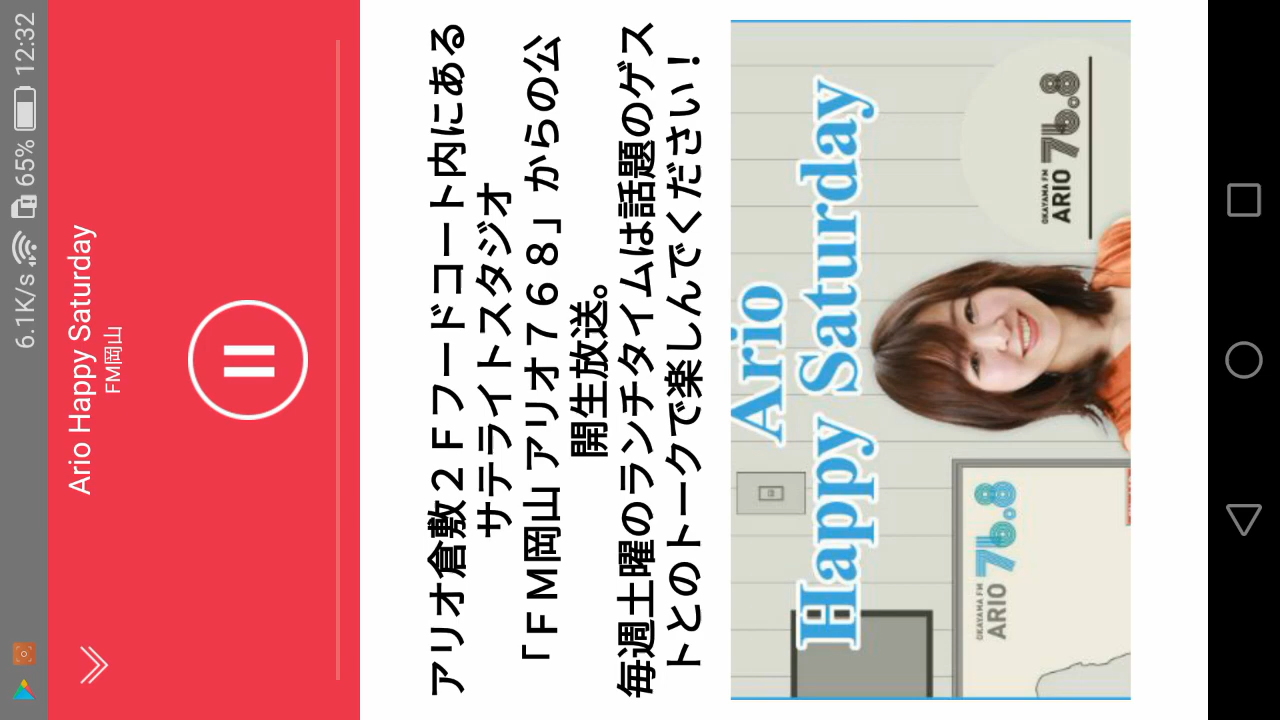 6.1K/s 65% 12:32
Ario Happy Saturday
FM岡山
アリオ倉敷２Ｆフードコート内にある
サテライトスタジオ
「ＦＭ岡山 アリオ７６８」からの公
開生放送。
毎週土曜のランチタイムは話題のゲス
トとのトークで楽しんでください！
Ario
Happy Saturday
OKAYAMA FM
ARIO 76.8
OKAYAMA FM
ARIO 76.8